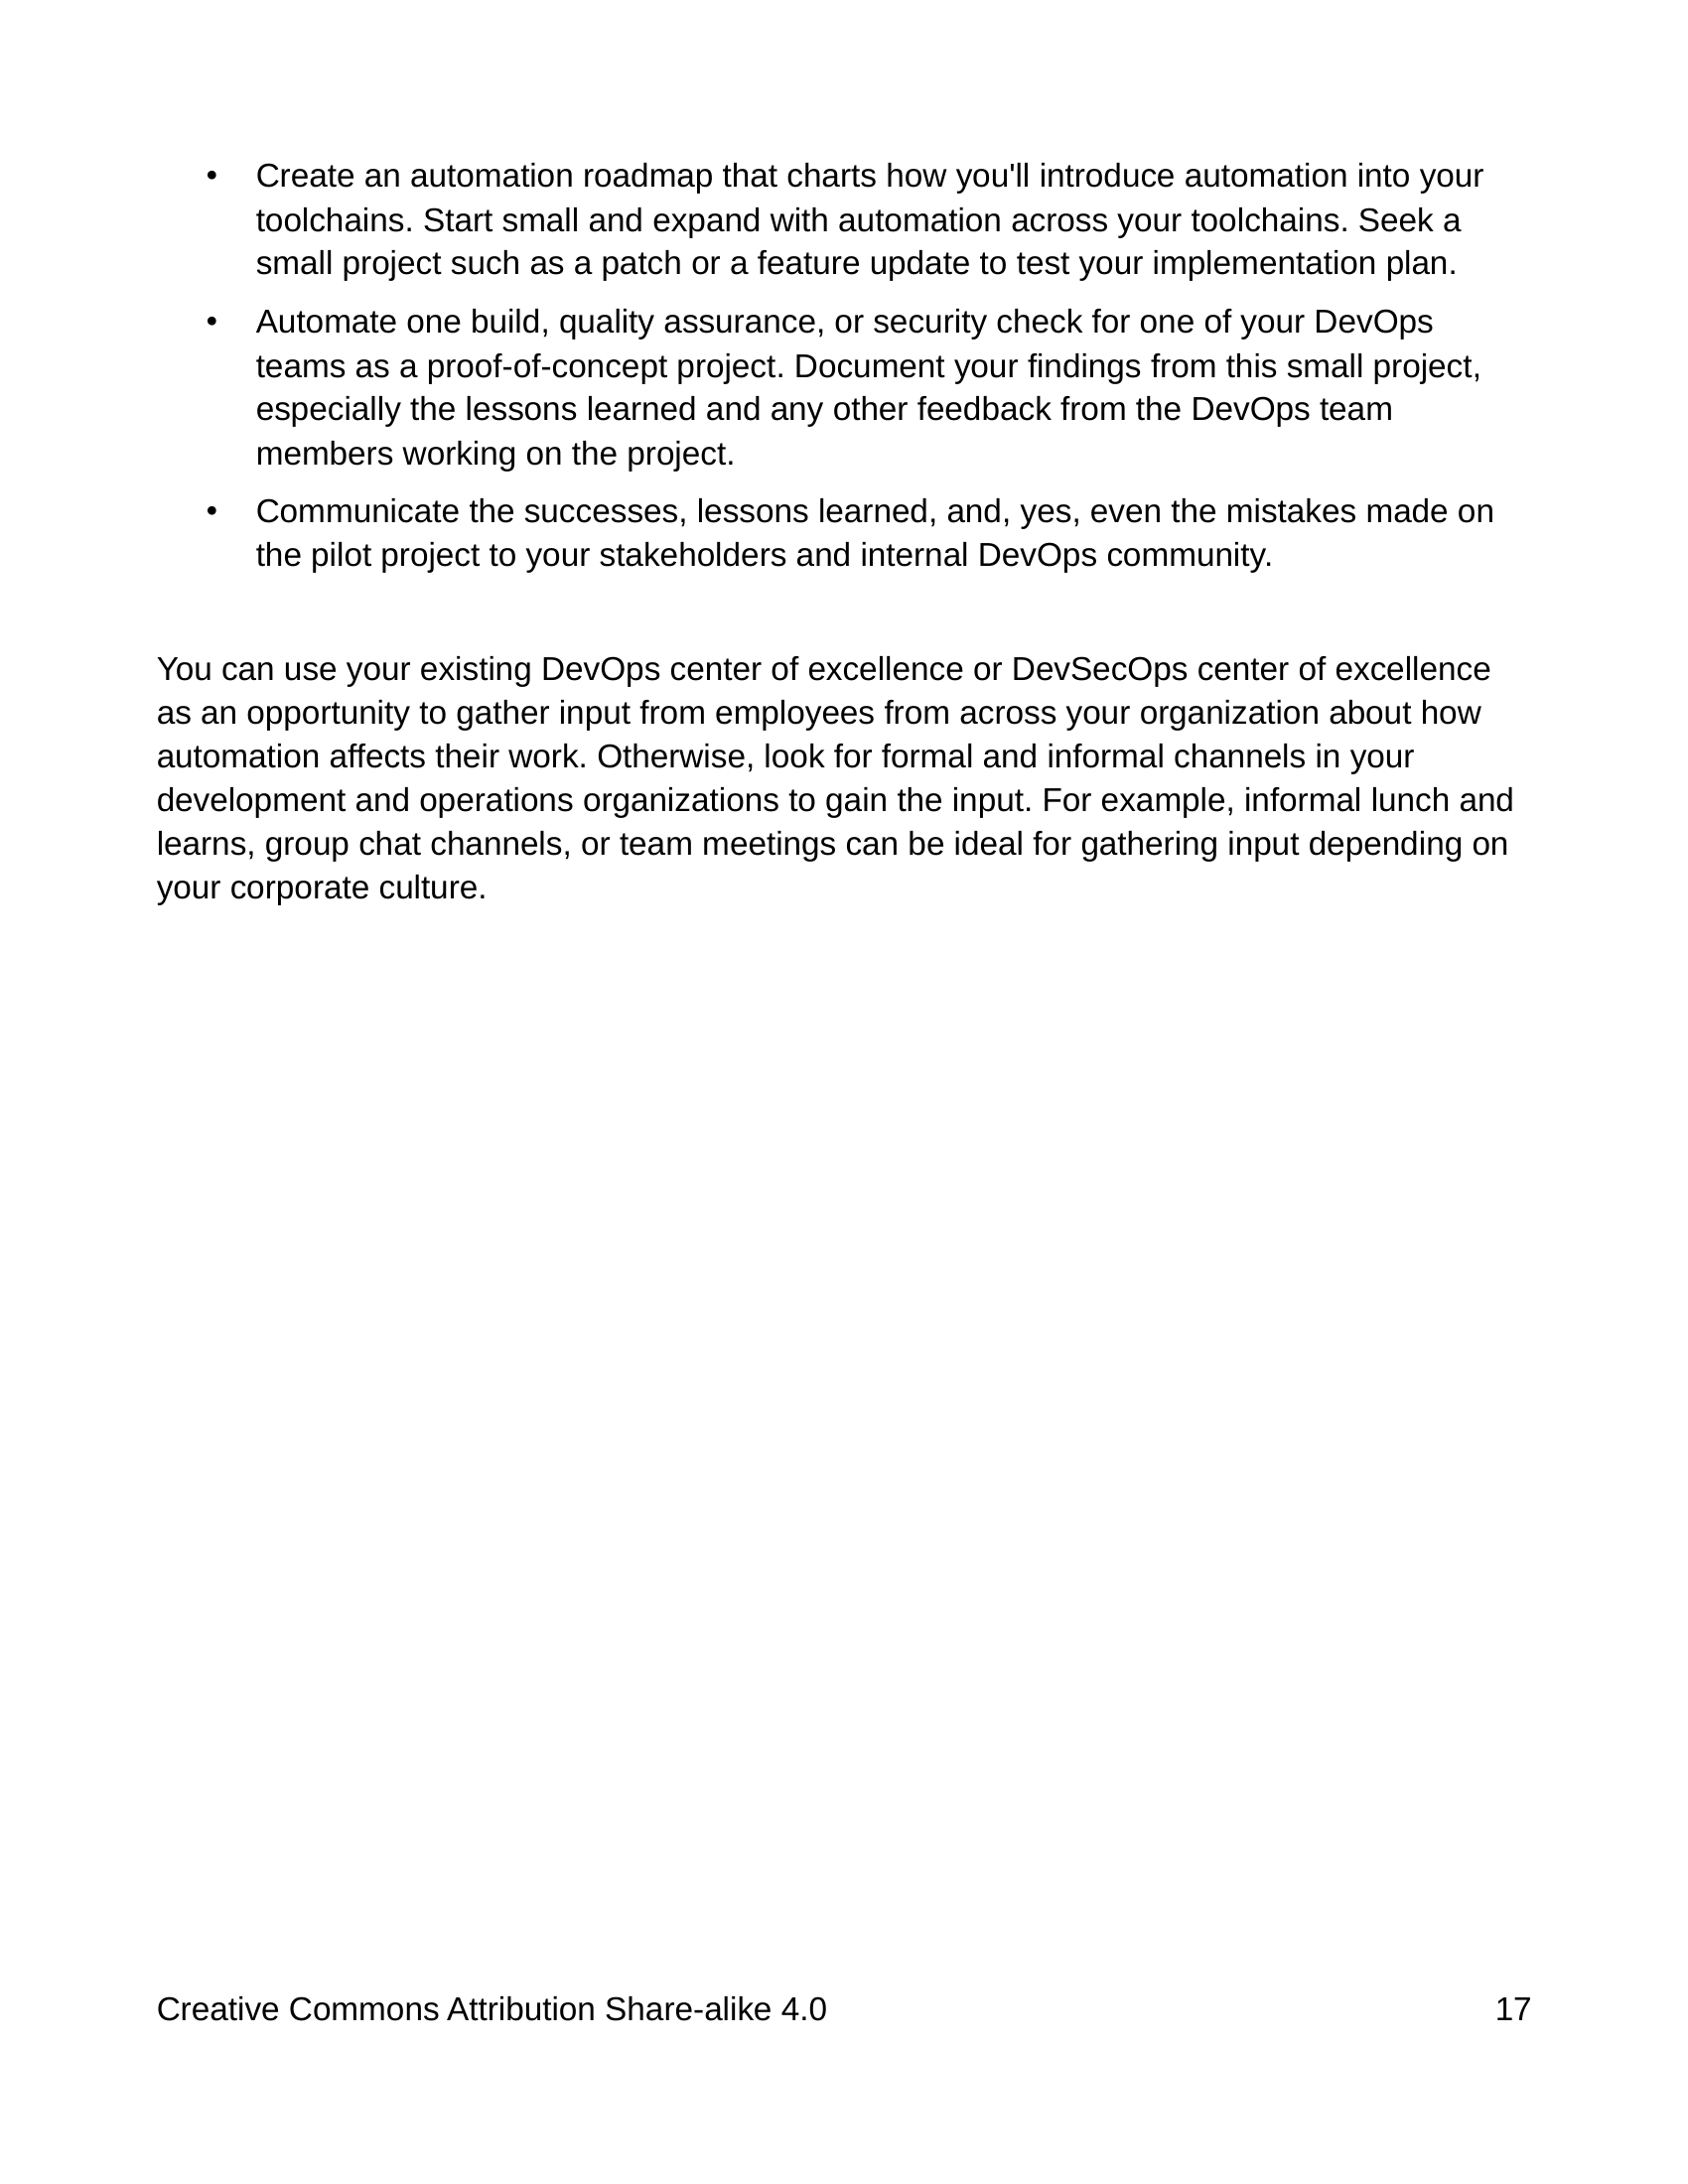 • Create an automation roadmap that charts how you'll introduce automation into your
toolchains. Start small and expand with automation across your toolchains. Seek a
small project such as a patch or a feature update to test your implementation plan.
• Automate one build, quality assurance, or security check for one of your DevOps
teams as a proof-of-concept project. Document your findings from this small project,
especially the lessons learned and any other feedback from the DevOps team
members working on the project.
• Communicate the successes, lessons learned, and, yes, even the mistakes made on
the pilot project to your stakeholders and internal DevOps community.
You can use your existing DevOps center of excellence or DevSecOps center of excellence
as an opportunity to gather input from employees from across your organization about how
automation affects their work. Otherwise, look for formal and informal channels in your
development and operations organizations to gain the input. For example, informal lunch and
learns, group chat channels, or team meetings can be ideal for gathering input depending on
your corporate culture.
Creative Commons Attribution Share-alike 4.0 17